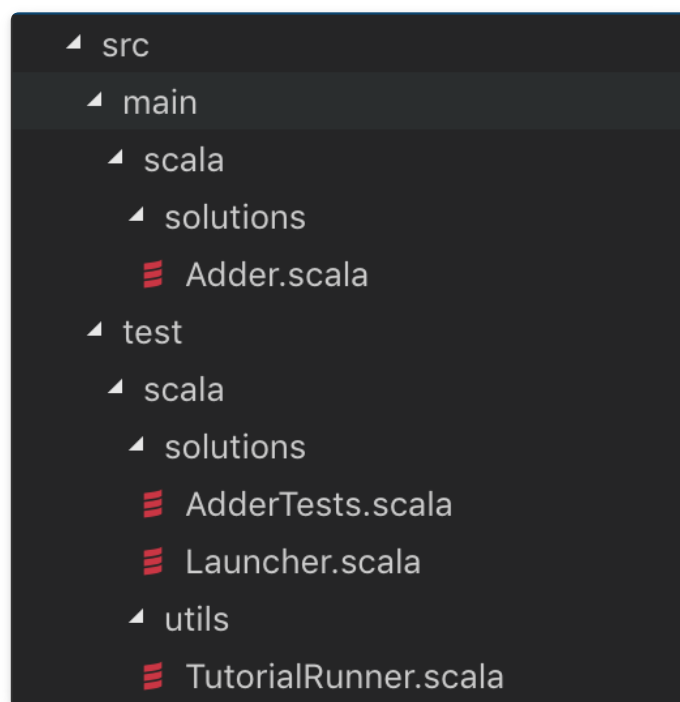 src
main
scala
solutions
Adder.scala
test
scala
solutions
AdderTests.scala
Launcher.scala
utils
TutorialRunner.scala